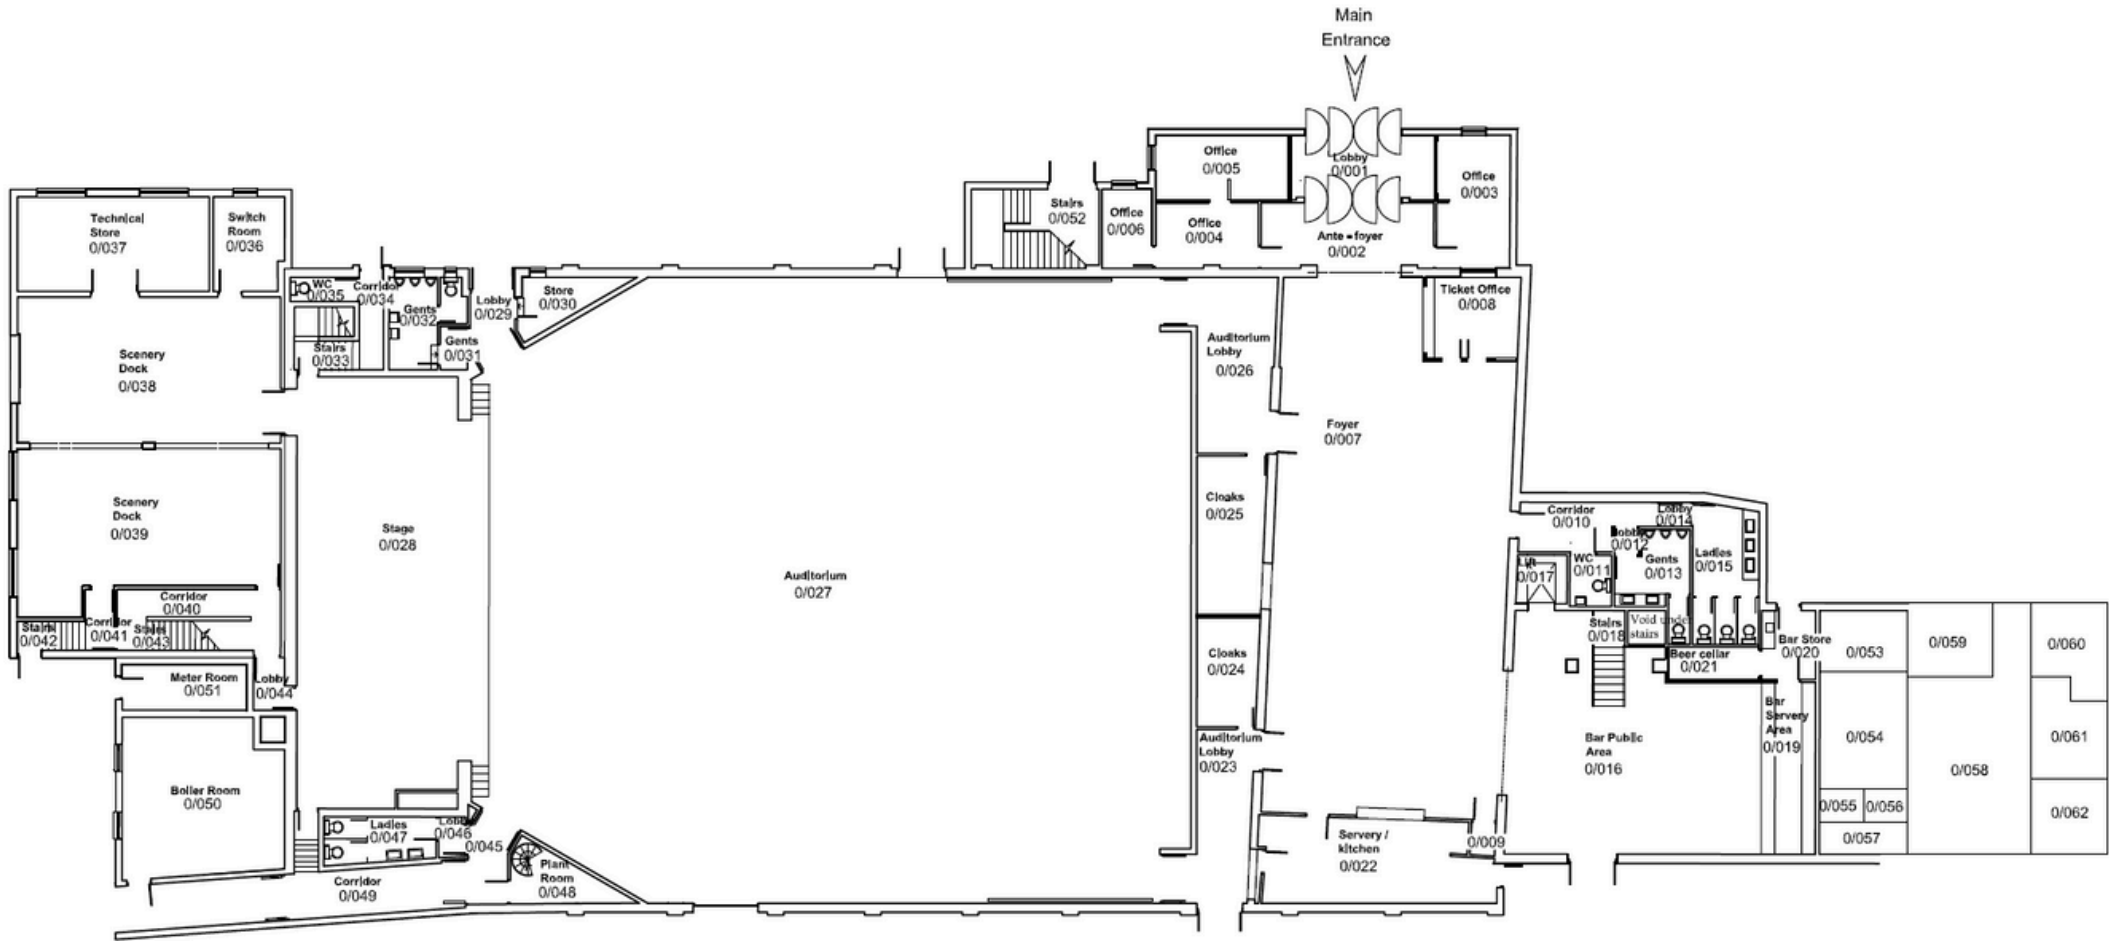 Main
Entrance
Lobby
0/001
Office
0/005
Office
0/003
Stairs
0/052
Office
0/006
Office
0/004
Ante-foyer
0/002
Technical
Store
0/037
Switch
Room
0/036
WC
0/035
Corridor
0/034
Gents
0/032
Lobby
0/029
Store
0/030
Ticket Office
0/008
Stairs
0/033
Gents
0/031
Scenery
Dock
0/038
Auditorium
Lobby
0/026
Foyer
0/007
Scenery
Dock
0/039
Stage
0/028
Auditorium
0/027
Cloaks
0/025
Corridor
0/010
Lobby
0/014
Lobby
0/012
Gents
0/013
Ladies
0/015
WC
0/011
Lift
0/017
Corridor
0/040
Stairs
0/042
Corridor
0/041
Stairs
0/043
Cloaks
0/024
Stairs
0/018
Void under
stairs
Beer cellar
0/021
Bar Store
0/020
0/053
0/059
0/060
Meter Room
0/051
Lobby
0/044
Auditorium
Lobby
0/023
Bar Public
Area
0/016
Bar
Servery
Area
0/019
0/054
0/058
0/061
Boiler Room
0/050
Ladies
0/047
Lobby
0/046
0/045
Plant
Room
0/048
Corridor
0/049
Servery /
kitchen
0/022
0/009
0/055
0/056
0/057
0/062